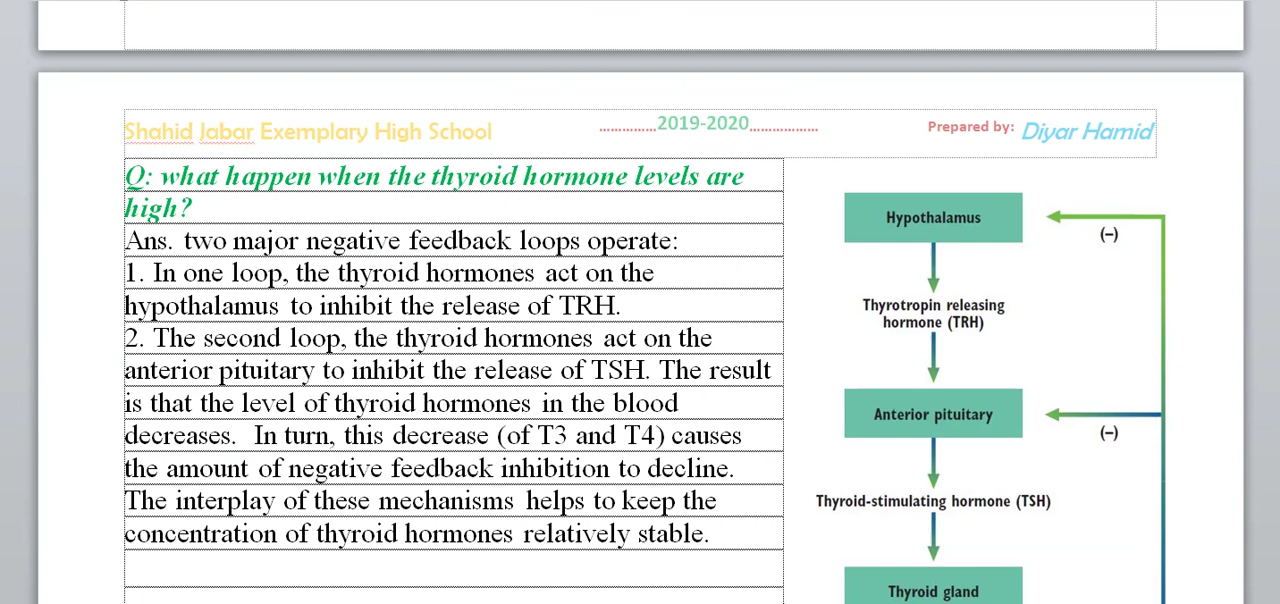 Shahid Jabar Exemplary High School
...............2019-2020..................
Prepared by: Diyar Hamid
Q: what happen when the thyroid hormone levels are
high?
Ans. two major negative feedback loops operate:
1. In one loop, the thyroid hormones act on the
hypothalamus to inhibit the release of TRH.
2. The second loop, the thyroid hormones act on the
anterior pituitary to inhibit the release of TSH. The result
is that the level of thyroid hormones in the blood
decreases. In turn, this decrease (of T3 and T4) causes
the amount of negative feedback inhibition to decline.
The interplay of these mechanisms helps to keep the
concentration of thyroid hormones relatively stable.
Hypothalamus
(–)
Thyrotropin releasing
hormone (TRH)
Anterior pituitary
(–)
Thyroid-stimulating hormone (TSH)
Thyroid gland